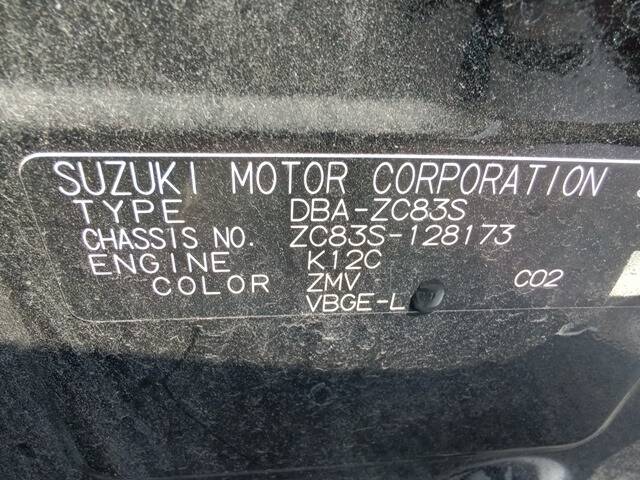 SUZUKI MOTOR CORPORATION
TYPE DBA-ZC83S
CHASSIS NO. ZC83S-128173
ENGINE K12C
COLOR ZMV C02
VBGE-L